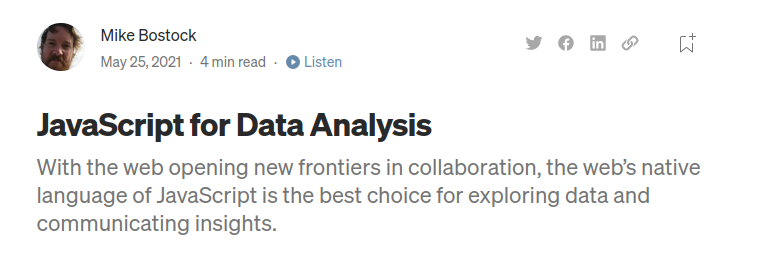 Mike Bostock
May 25, 2021 · 4 min read · Listen
JavaScript for Data Analysis
With the web opening new frontiers in collaboration, the web’s native
language of JavaScript is the best choice for exploring data and
communicating insights.